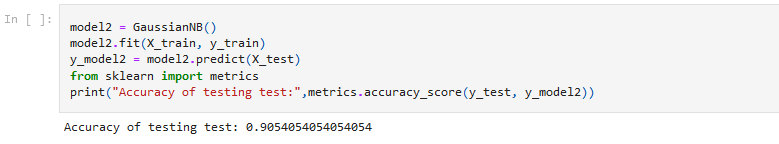 In [ ]:
model2 = GaussianNB()
model2.fit(X_train, y_train)
y_model2 = model2.predict(X_test)
from sklearn import metrics
print("Accuracy of testing test:",metrics.accuracy_score(y_test, y_model2))
Accuracy of testing test: 0.9054054054054054